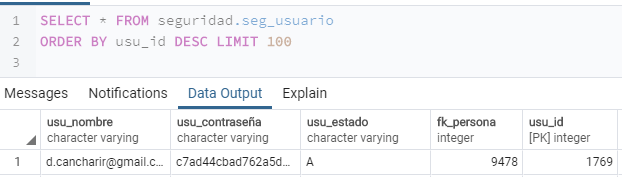 1 SELECT * FROM seguridad.seg_usuario
2 ORDER BY usu_id DESC LIMIT 100
3
Messages Notifications Data Output Explain
usu_nombre usu_contraseña usu_estado fk_persona usu_id
character varying character varying character varying integer [PK] integer
1 d.cancharir@gmail.c... c7ad44cbad762a5d... A 9478 1769